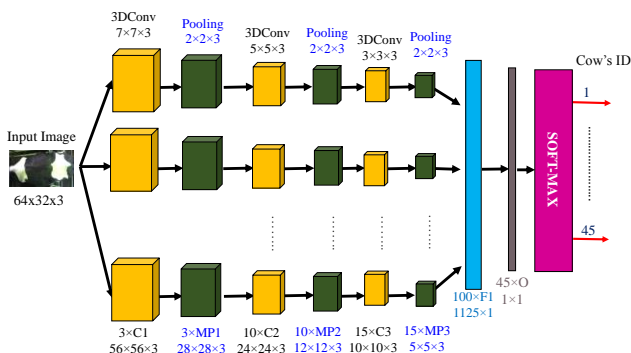 3DConv
7×7×3
Pooling
2×2×3
3DConv
5×5×3
Pooling
2×2×3
3DConv
3×3×3
Pooling
2×2×3
Cow's ID
Input Image
64x32x3
1
SOFT-MAX
45
3×C1
56×56×3
3×MP1
28×28×3
10×C2
24×24×3
10×MP2
12×12×3
15×C3
10×10×3
15×MP3
5×5×3
100×F1
1125×1
45×O
1×1